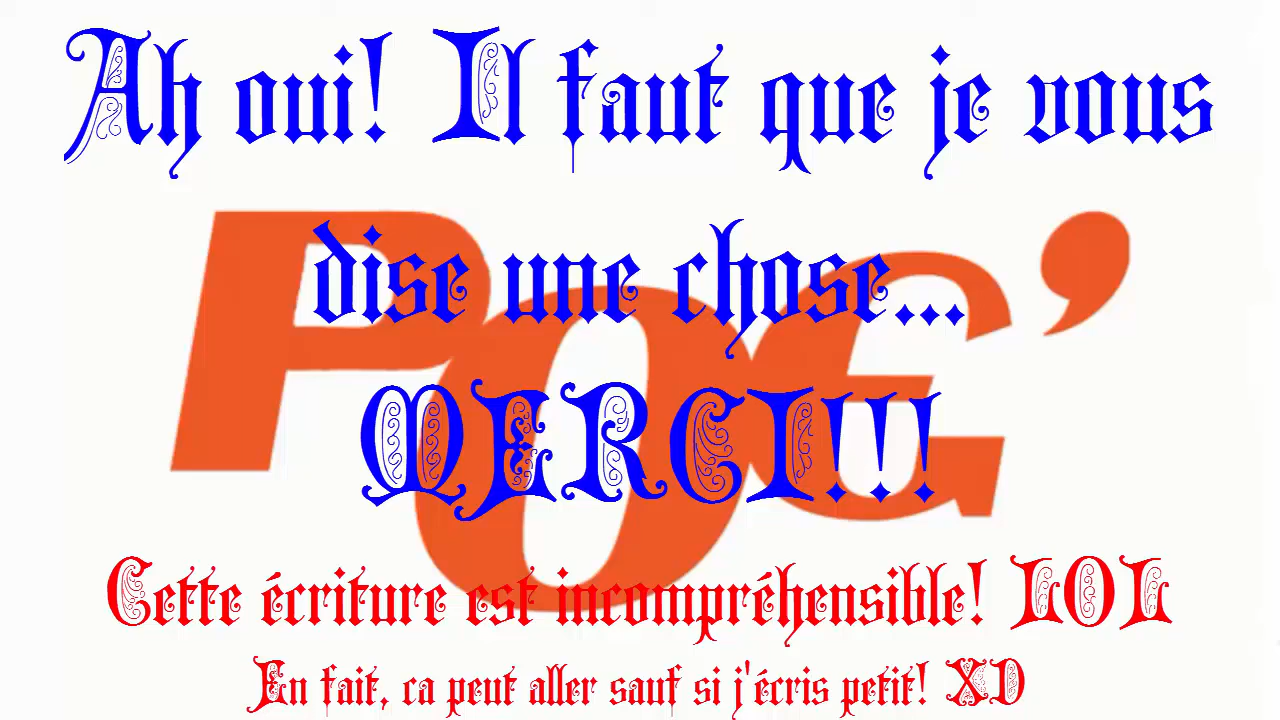 Ah oui! Il faut que je vous
dise une chose...
MERCI!!!
POG'
Cette écriture est incompréhensible! LOL
En fait, ca peut aller sauf si j'écris petit! XD